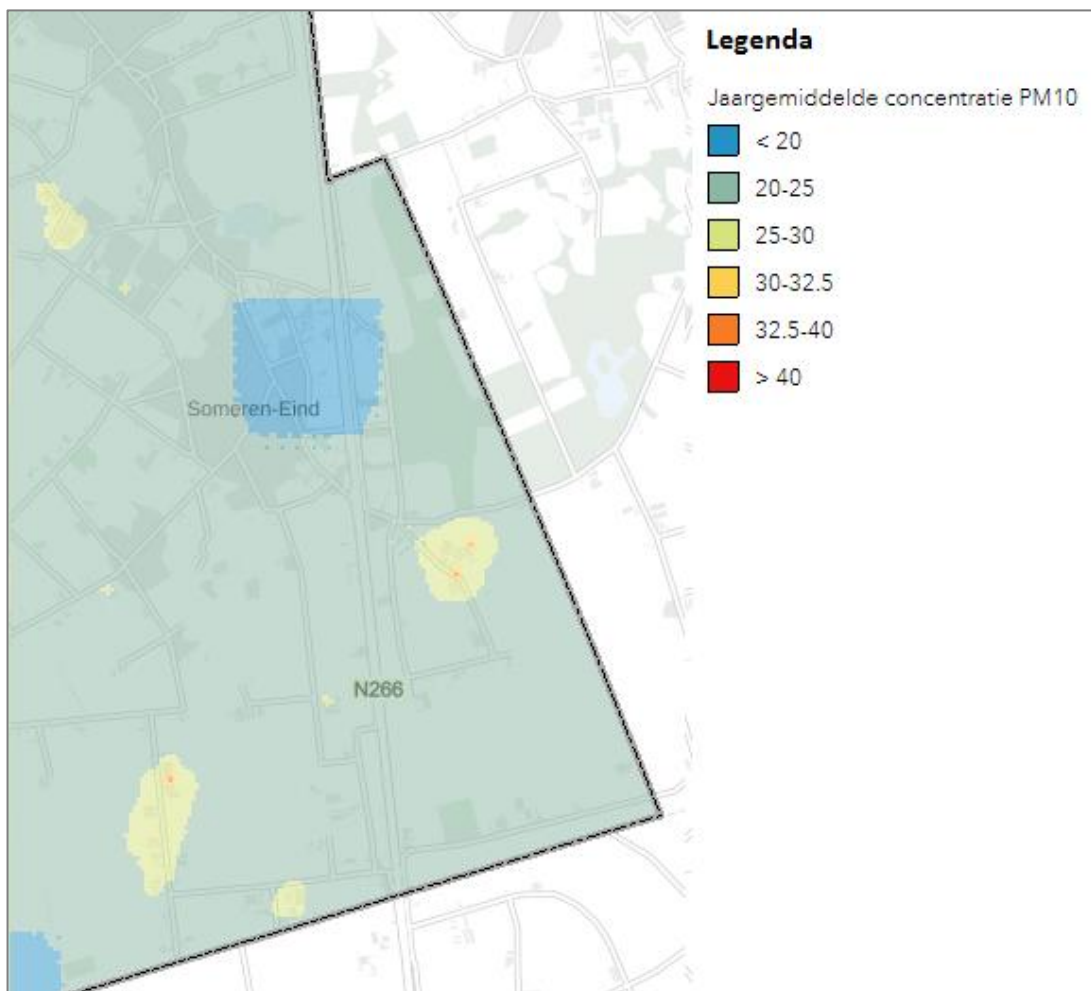 Legenda
Jaargemiddelde concentratie PM10
< 20
20-25
25-30
30-32.5
32.5-40
> 40
Someren-Eind
N266